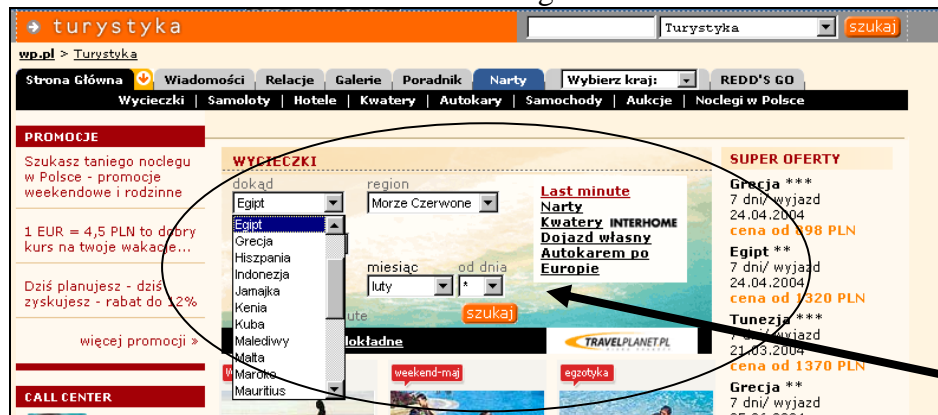 turystyka
Turystyka
szukaj
wp.pl > Turystyka
Strona Główna Wiadomości Relacje Galerie Poradnik Narty Wybierz kraj: REDD'S GO
Wycieczki | Samoloty | Hotele | Kwatery | Autokary | Samochody | Aukcje | Noclegi w Polsce
PROMOCJE
Szukasz taniego noclegu
w Polsce - promocje
weekendowe i rodzinne
1 EUR = 4,5 PLN to dobry
kurs na twoje wakacje...
Dziś planujesz - dziś
zyskujesz - rabat do 12%
więcej promocji »
CALL CENTER
WYCIECZKI
dokąd
region
Egipt
Morze Czerwone
Egipt
Grecja
Hiszpania
Indonezja
Jamajka
Kenia
Kuba
Malediwy
Malta
Maroko
Mauritius
miesiąc
od dnia
luty
*
szukaj
Last minute
Narty
Kwatery INTERHOME
Dojazd własny
Autokarem po
Europie
TRAVELPLANET.PL
weekend-maj
egzotyka
SUPER OFERTY
Grecja ***
7 dni/ wyjazd
24.04.2004
cena od 898 PLN
Egipt **
7 dni/ wyjazd
24.04.2004
cena od 1320 PLN
Tunezja ***
7 dni/ wyjazd
21.03.2004
cena od 1370 PLN
Grecja **
7 dni/ wyjazd